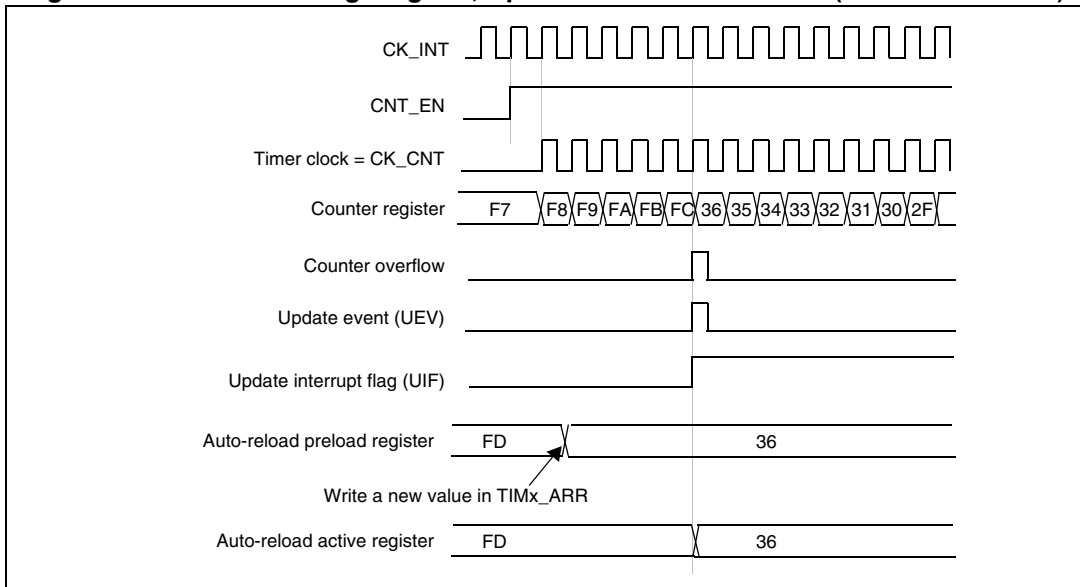 CK_INT
CNT_EN
Timer clock = CK_CNT
Counter register F7 F8 F9 FA FB FC 36 35 34 33 32 31 30 2F
Counter overflow
Update event (UEV)
Update interrupt flag (UIF)
Auto-reload preload register FD 36
Write a new value in TIMx_ARR
Auto-reload active register FD 36